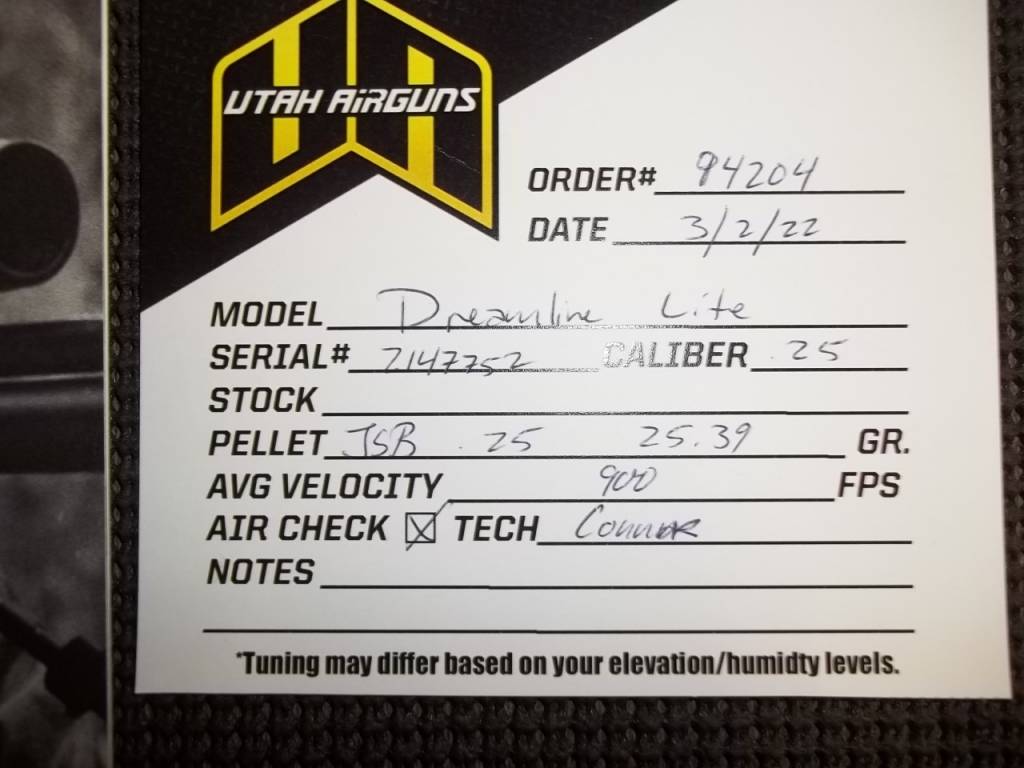 UTAH AIRGUNS
ORDER# 94204
DATE 3/2/22
MODEL Dreamline Lite
SERIAL# 2147752 CALIBER .25
STOCK
PELLET JSB .25 25.39 GR.
AVG VELOCITY 900 FPS
AIR CHECK TECH Connor
NOTES
*Tuning may differ based on your elevation/humidty levels.